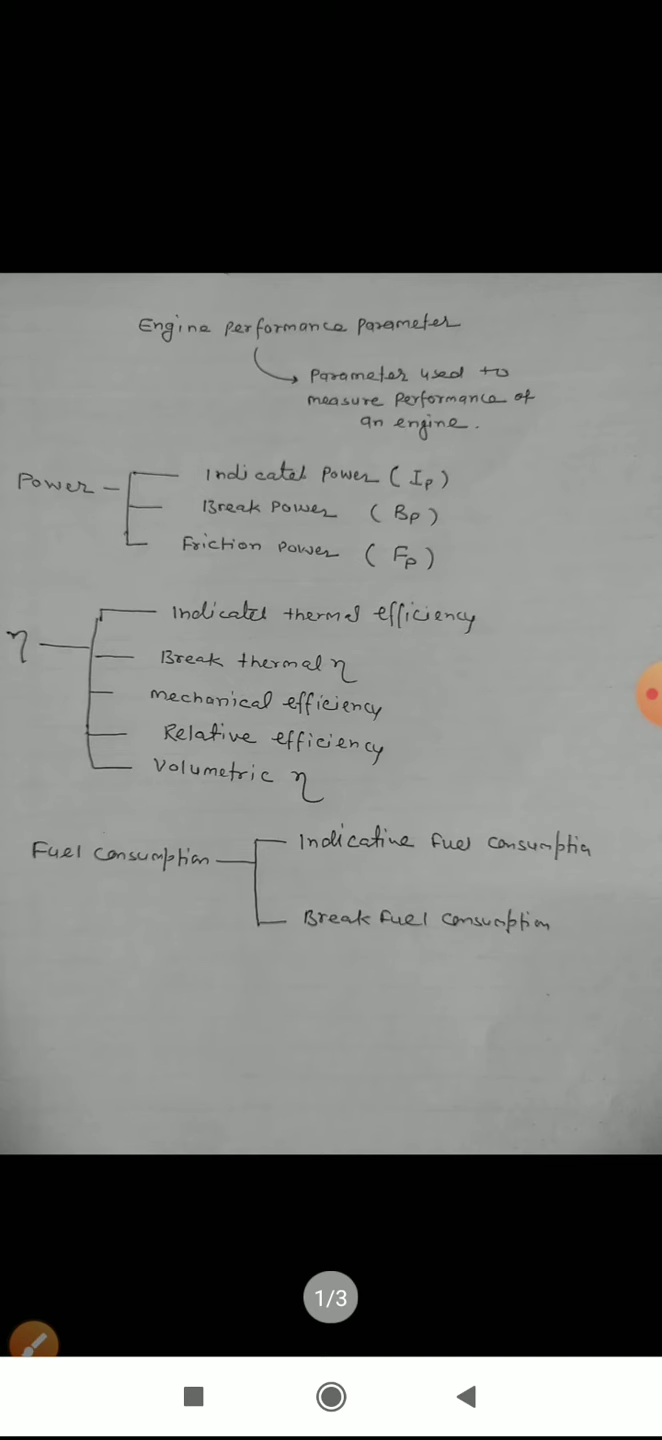 Engine Performance Parameter
Parameter used to
measure Performance of
an engine.
Power
Indicated Power ( Ip )
Break Power ( Bp )
Friction Power ( Fp )
η
Indicated thermal efficiency
Break thermal η
mechanical efficiency
Relative efficiency
Volumetric η
Fuel Consumption
Indicative fuel consumption
Break fuel consumption
1/3